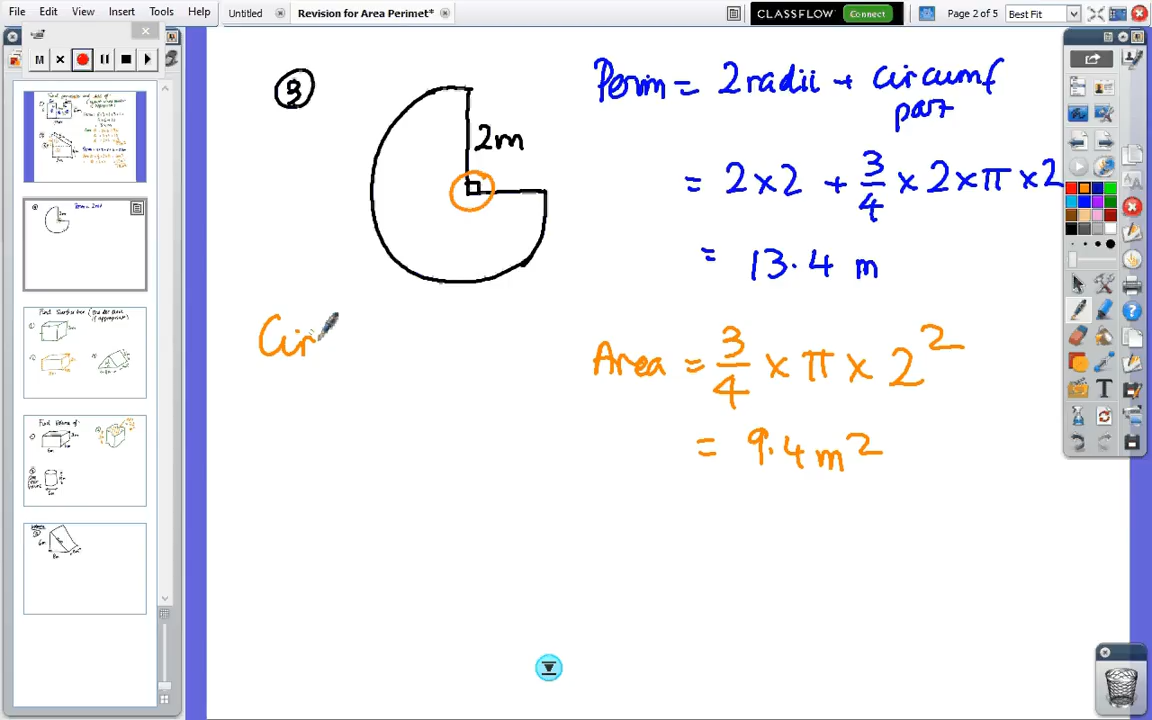 File Edit View Insert Tools Help
Untitled
Revision for Area Perimet*
CLASSFLOW Connect
Page 2 of 5
Best Fit
3
2m
Perim = 2 radii + circumf
part
= 2 × 2 + 3/4 × 2 × π × 2
= 13.4 m
Cir
Area = 3/4 × π × 2²
= 9.4 m²